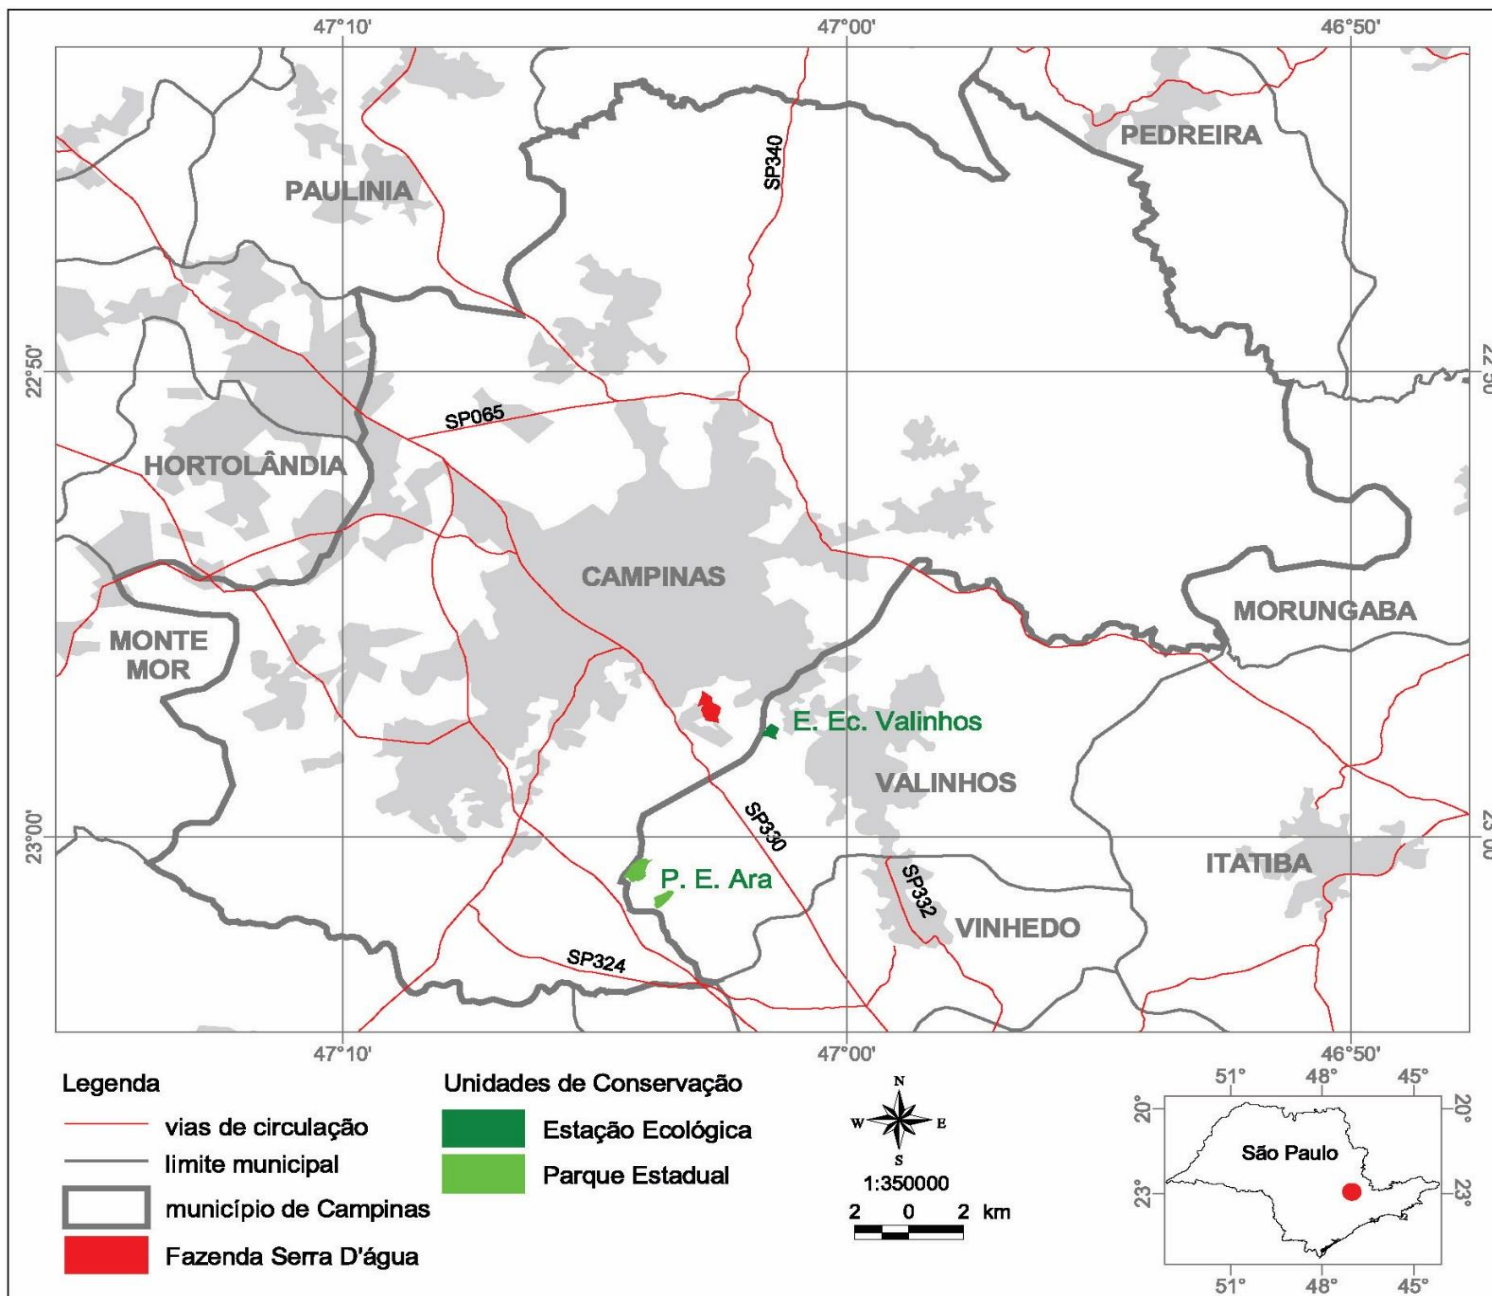 47°10'
47°00'
46°50'
PEDREIRA
SP340
PAULINIA
22°50'
22°50'
SP065
HORTOLÂNDIA
CAMPINAS
MORUNGABA
MONTE
MOR
E. Ec. Valinhos
VALINHOS
SP330
23°00'
23°00'
ITATIBA
P. E. Ara
SP332
VINHEDO
SP324
47°10'
47°00'
46°50'
Legenda
vias de circulação
limite municipal
município de Campinas
Fazenda Serra D'água
Unidades de Conservação
Estação Ecológica
Parque Estadual
N
W
E
S
1:350000
2 0 2 km
51° 48° 45°
20°
20°
São Paulo
23°
23°
51° 48° 45°